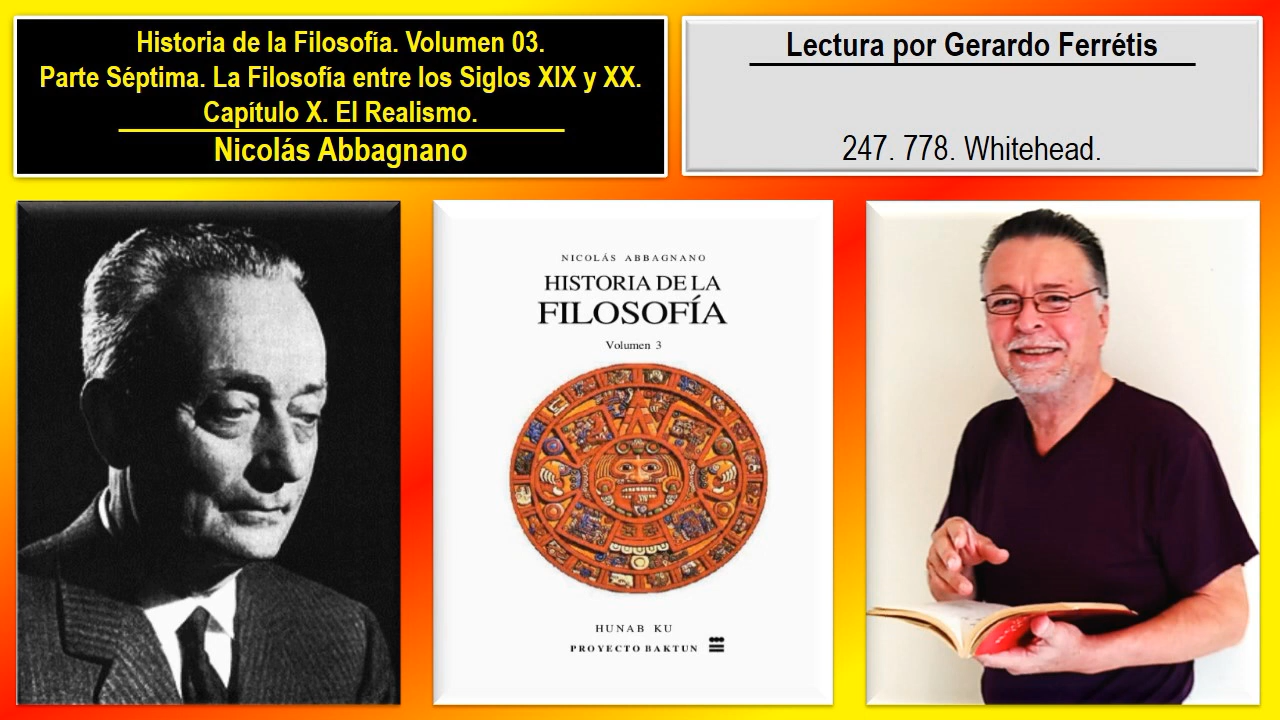 Historia de la Filosofía. Volumen 03.
Parte Séptima. La Filosofía entre los Siglos XIX y XX.
Capítulo X. El Realismo.
Nicolás Abbagnano
Lectura por Gerardo Ferrétis
247. 778. Whitehead.
NICOLÁS ABBAGNANO
HISTORIA DE LA
FILOSOFÍA
Volumen 3
HUNAB KU
PROYECTO BAKTUN